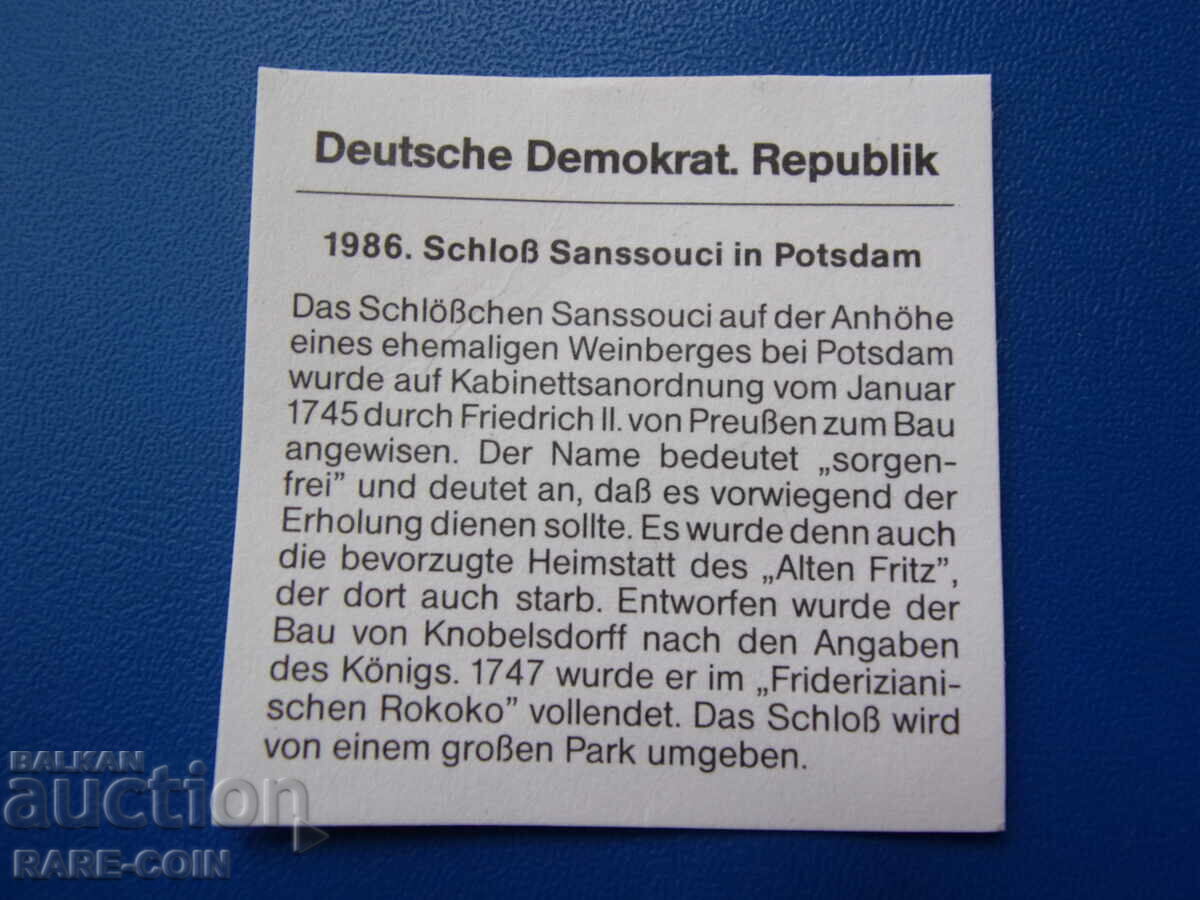 Deutsche Demokrat. Republik
1986. Schloß Sanssouci in Potsdam
Das Schlößchen Sanssouci auf der Anhöhe
eines ehemaligen Weinberges bei Potsdam
wurde auf Kabinettsanordnung vom Januar
1745 durch Friedrich II. von Preußen zum Bau
angewisen. Der Name bedeutet „sorgen-
frei” und deutet an, daß es vorwiegend der
Erholung dienen sollte. Es wurde denn auch
die bevorzugte Heimstatt des „Alten Fritz”,
der dort auch starb. Entworfen wurde der
Bau von Knobelsdorff nach den Angaben
des Königs. 1747 wurde er im „Frideriziani-
schen Rokoko” vollendet. Das Schloß wird
von einem großen Park umgeben.
BALKAN
auction
RARE-COIN